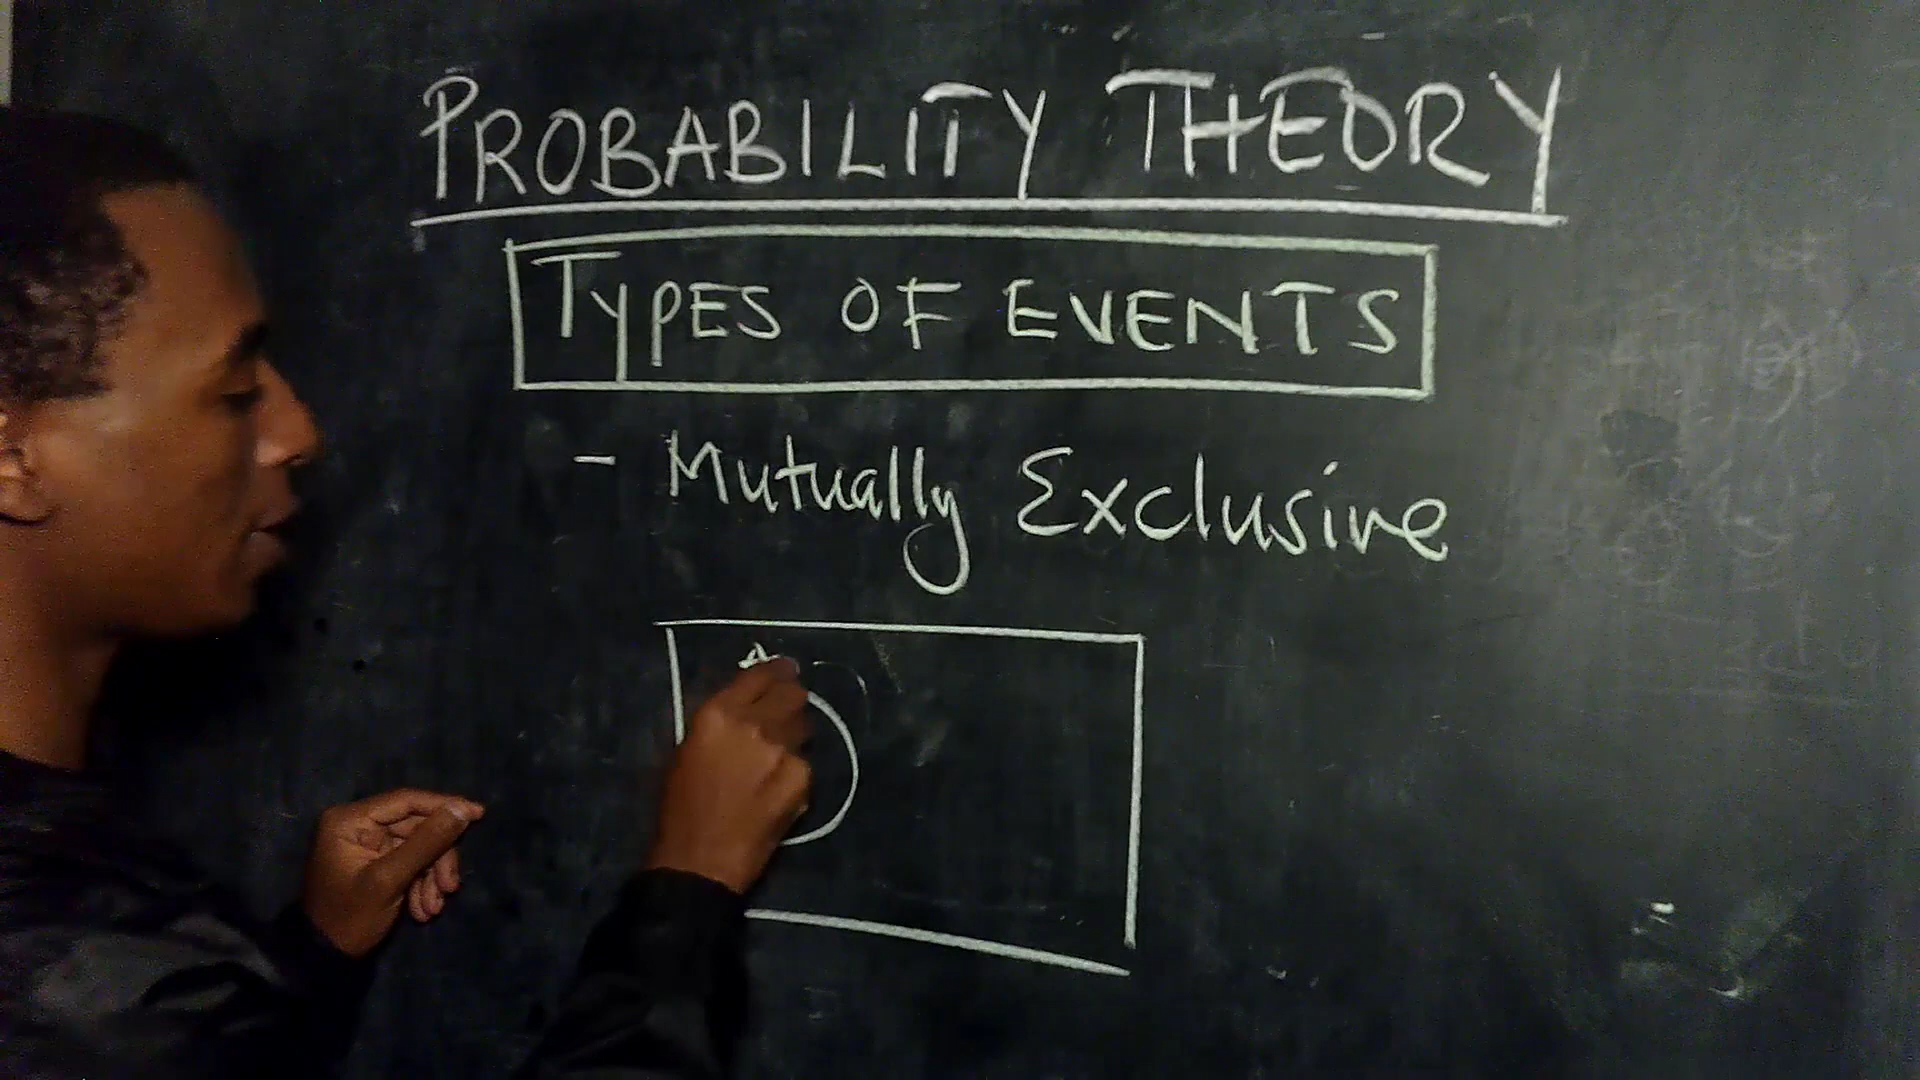 PROBABILITY THEORY
TYPES OF EVENTS
- Mutually Exclusive
A